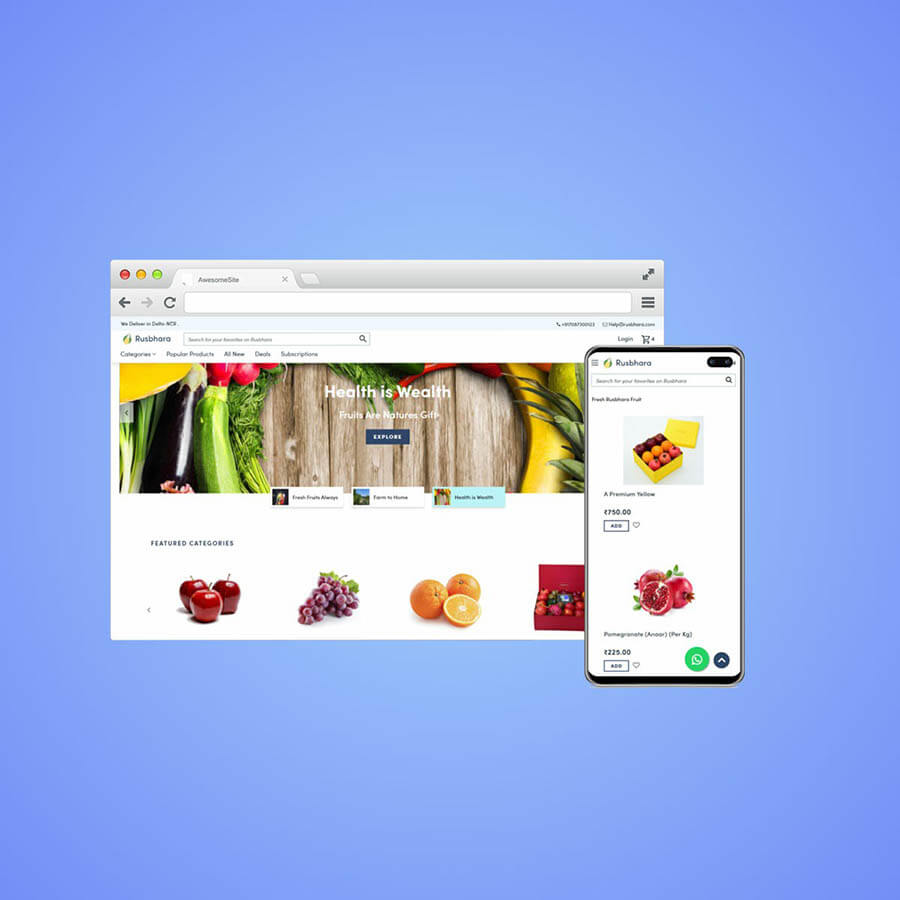 AwesomeSite
We Deliver in Delhi-NCR .
+917087300123 Help@rusbhara.com
Rusbhara
Search for your favorites on Rusbhara
Login 4
Categories Popular Products All New Deals Subscriptions
Health is Wealth
Fruits Are Natures Gift
EXPLORE
Fresh Fruits Always Farm to Home Health is Wealth
FEATURED CATEGORIES
Rusbhara
Search for your favorites on Rusbhara
Fresh Rusbhara Fruit
A Premium Yellow
₹750.00
ADD
Pomegranate (Anaar) (Per Kg)
₹225.00
ADD